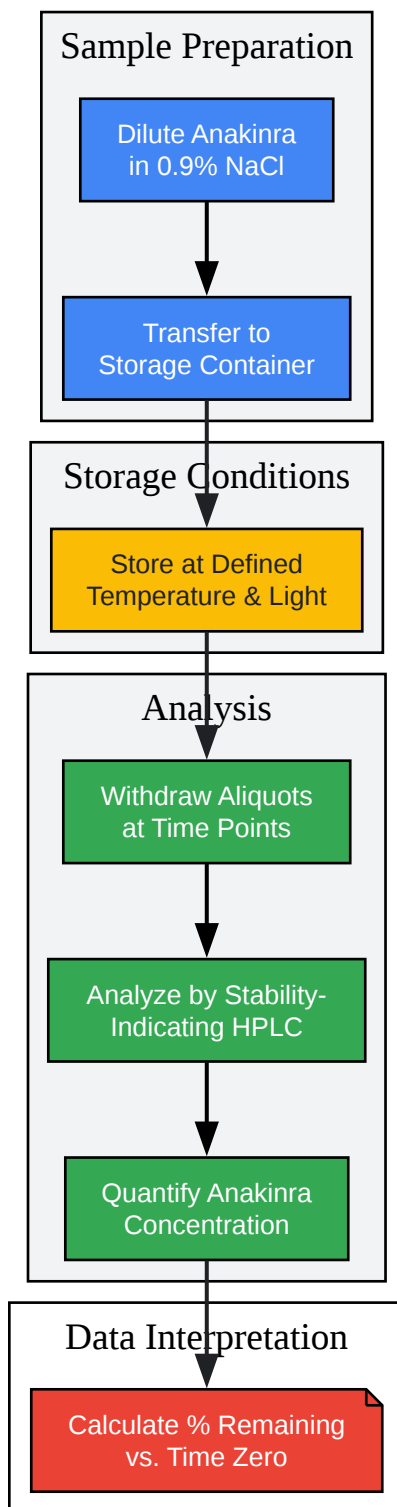 Sample Preparation
Dilute Anakinra
in 0.9% NaCl
Transfer to
Storage Container
Storage Conditions
Store at Defined
Temperature & Light
Analysis
Withdraw Aliquots
at Time Points
Analyze by Stability-
Indicating HPLC
Quantify Anakinra
Concentration
Data Interpretation
Calculate % Remaining
vs. Time Zero